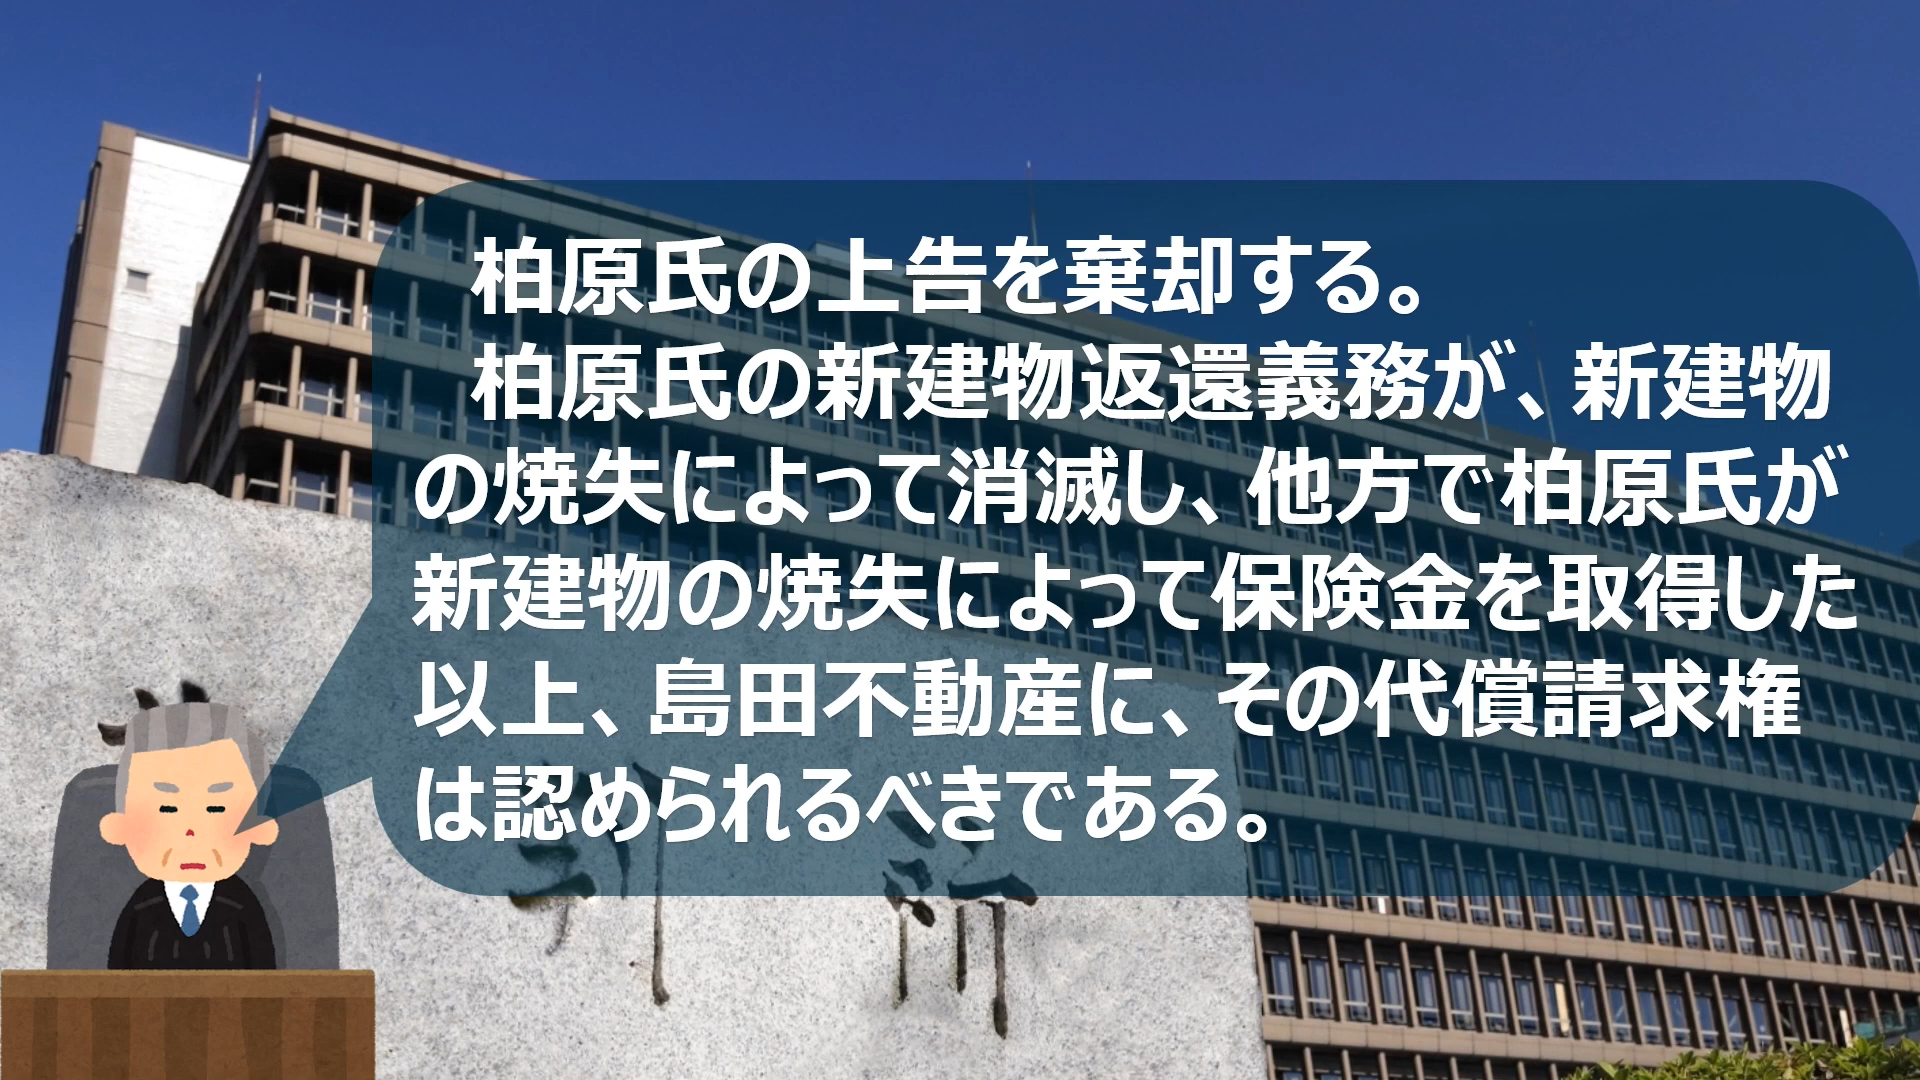 柏原氏の上告を棄却する。
柏原氏の新建物返還義務が、新建物
の焼失によって消滅し、他方で柏原氏が
新建物の焼失によって保険金を取得した
以上、島田不動産に、その代償請求権
は認められるべきである。